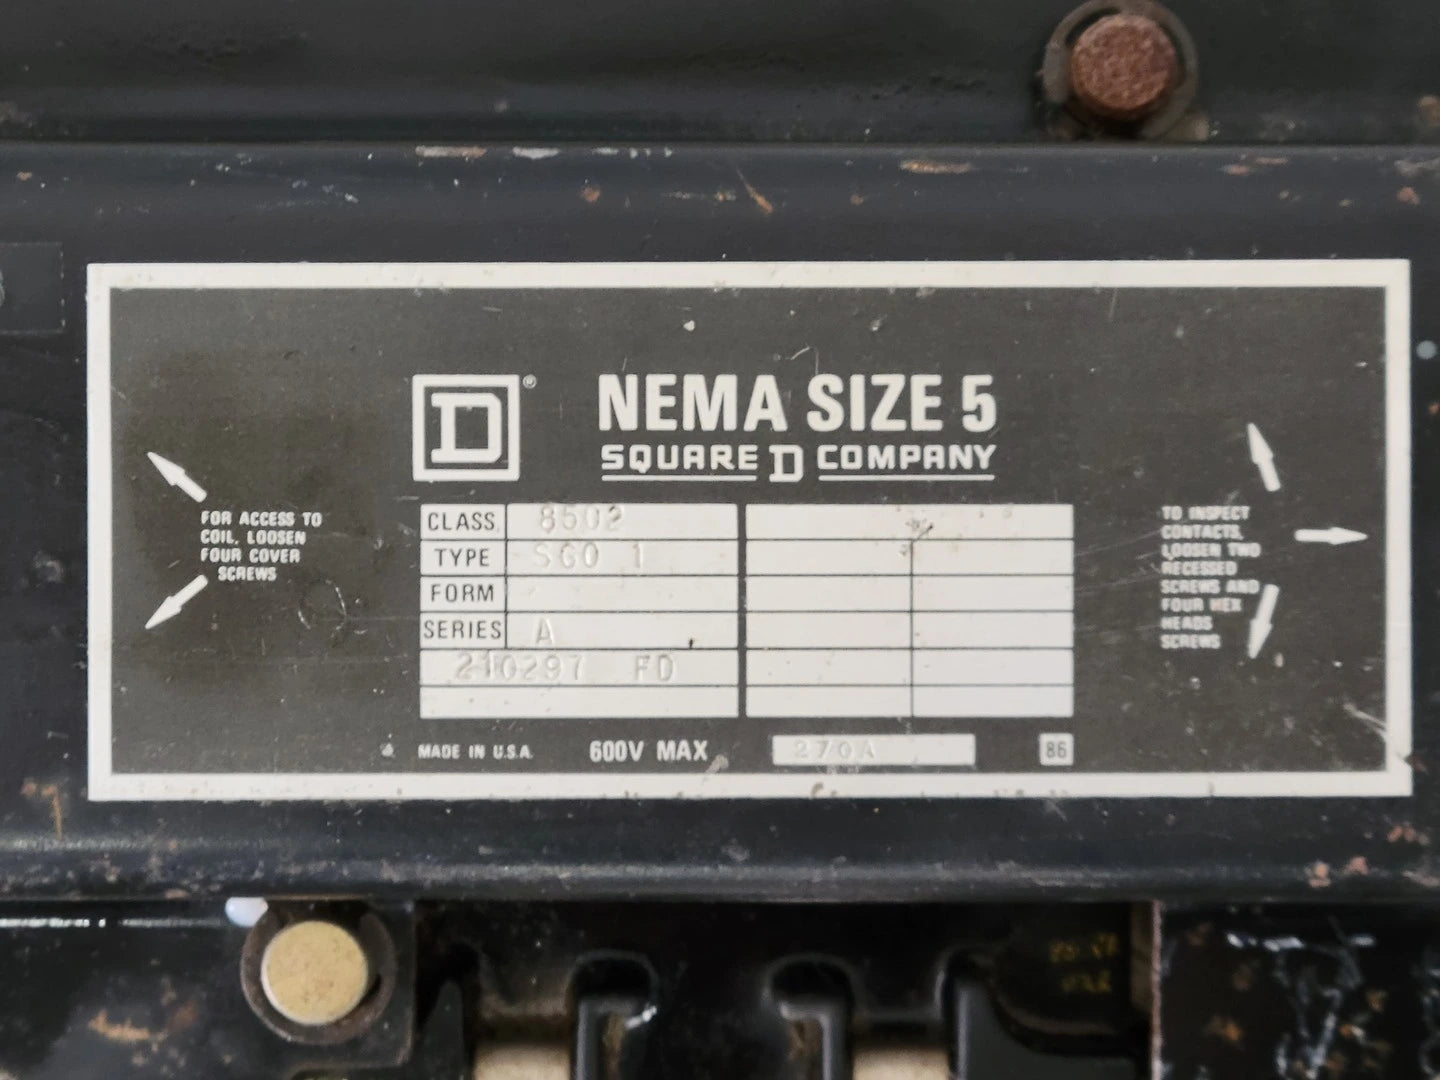 D®
NEMA SIZE 5
SQUARE D COMPANY
FOR ACCESS TO
COIL, LOOSEN
FOUR COVER
SCREWS
CLASS 8502
TYPE SGO 1
FORM
SERIES A
210297 FD
TO INSPECT
CONTACTS,
LOOSEN TWO
RECESSED
SCREWS AND
FOUR HEX
HEADS
SCREWS
MADE IN U.S.A. 600V MAX 270A 86